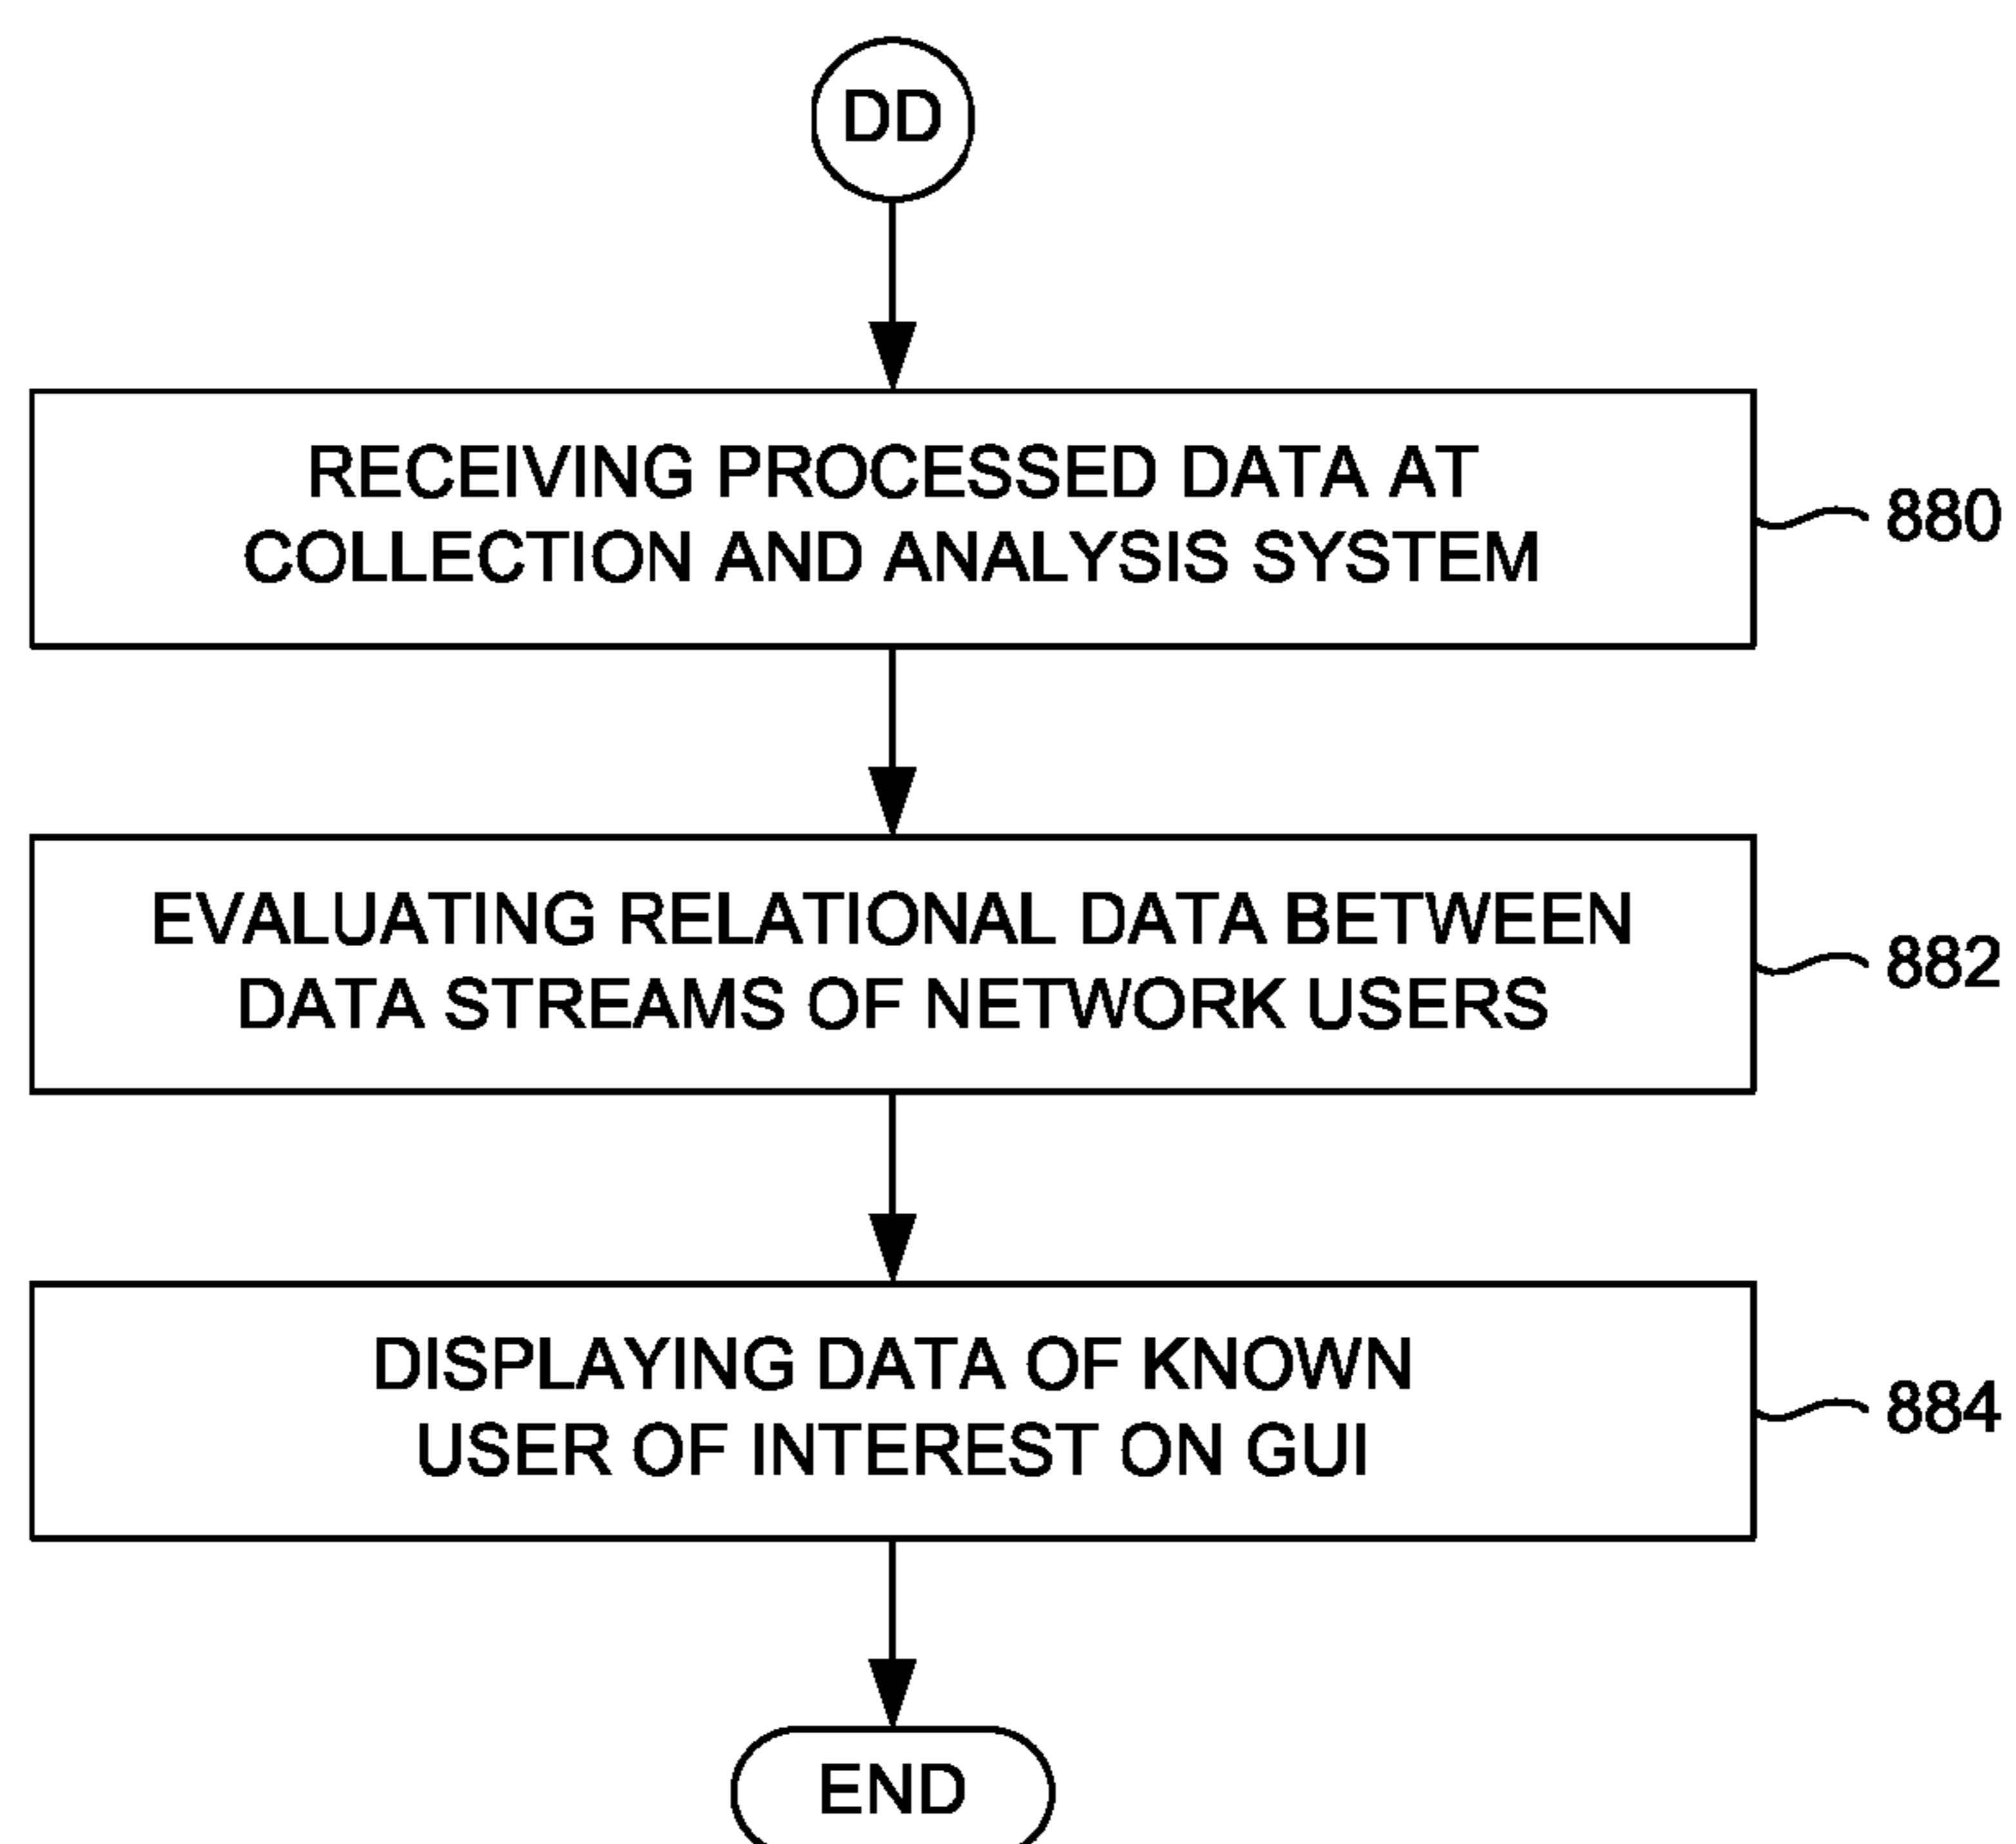 DD
RECEIVING PROCESSED DATA AT
COLLECTION AND ANALYSIS SYSTEM
880
EVALUATING RELATIONAL DATA BETWEEN
DATA STREAMS OF NETWORK USERS
882
DISPLAYING DATA OF KNOWN
USER OF INTEREST ON GUI
884
END